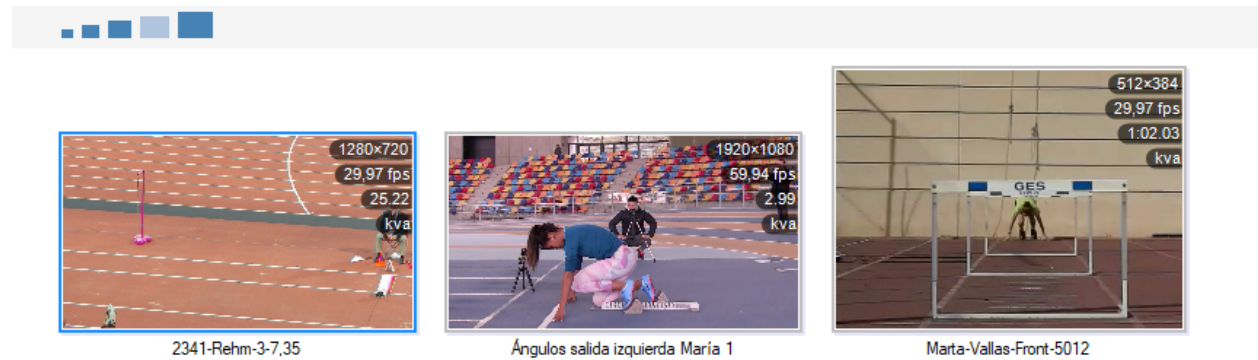 1280×720
29,97 fps
25.22
kva
2341-Rehm-3-7,35
1920×1080
59,94 fps
2.99
kva
Ángulos salida izquierda María 1
512×384
29,97 fps
1:02.03
kva
GES
Marta-Vallas-Front-5012